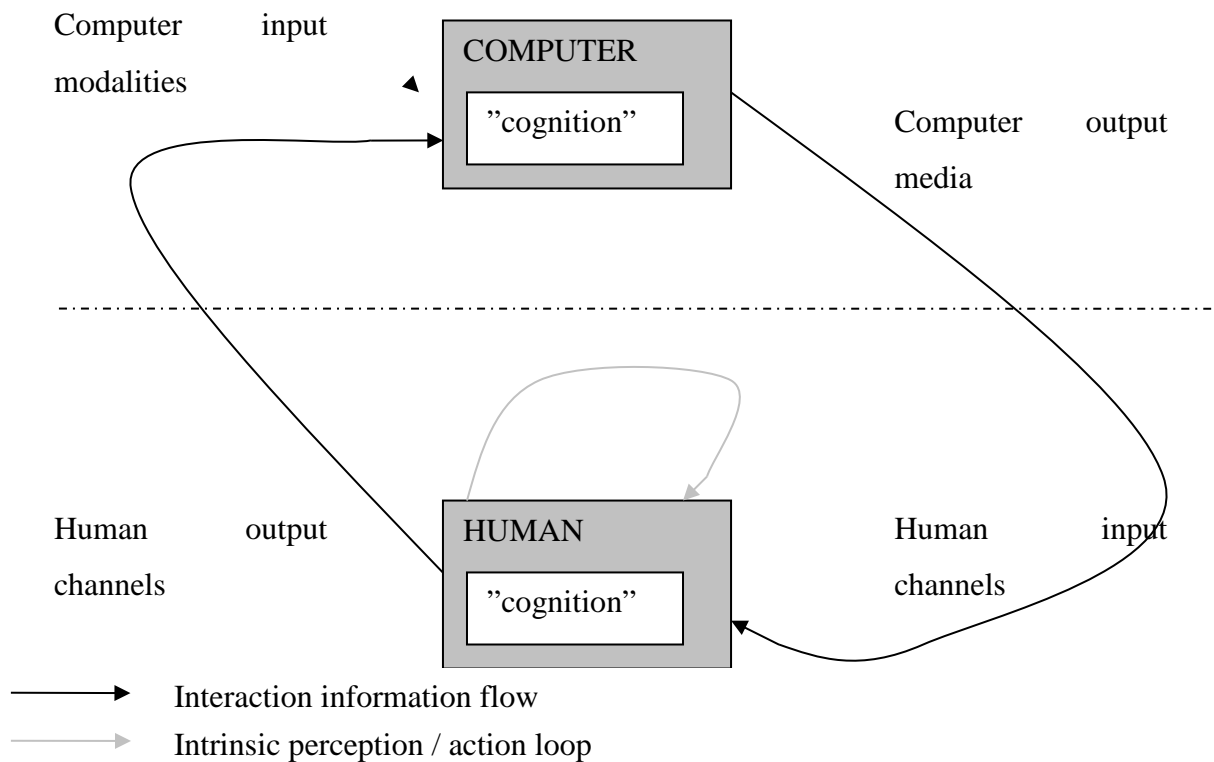 Computer input
modalities
COMPUTER
”cognition”
Computer output
media
Human output
channels
HUMAN
”cognition”
Human input
channels
Interaction information flow
Intrinsic perception / action loop